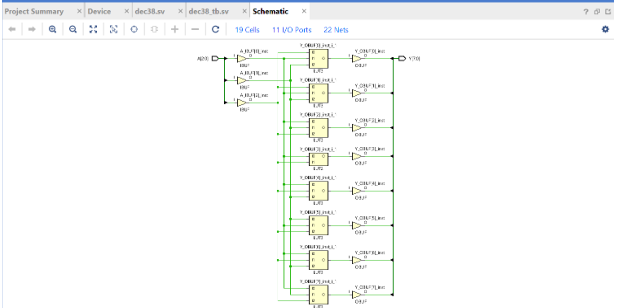 Project Summary × Device × dec38.sv × dec38_tb.sv × Schematic × ?
19 Cells 11 I/O Ports 22 Nets
A[2:0]
A_IBUF[0]_inst
IBUF
A_IBUF[1]_inst
IBUF
A_IBUF[2]_inst
IBUF
Y_OBUF[0]_inst_i_1
LUT3
Y_OBUF[0]_inst
OBUF
Y[7:0]
Y_OBUF[1]_inst_i_1
LUT3
Y_OBUF[1]_inst
OBUF
Y_OBUF[2]_inst_i_1
LUT3
Y_OBUF[2]_inst
OBUF
Y_OBUF[3]_inst_i_1
LUT3
Y_OBUF[3]_inst
OBUF
Y_OBUF[4]_inst_i_1
LUT3
Y_OBUF[4]_inst
OBUF
Y_OBUF[5]_inst_i_1
LUT3
Y_OBUF[5]_inst
OBUF
Y_OBUF[6]_inst_i_1
LUT3
Y_OBUF[6]_inst
OBUF
Y_OBUF[7]_inst_i_1
LUT3
Y_OBUF[7]_inst
OBUF